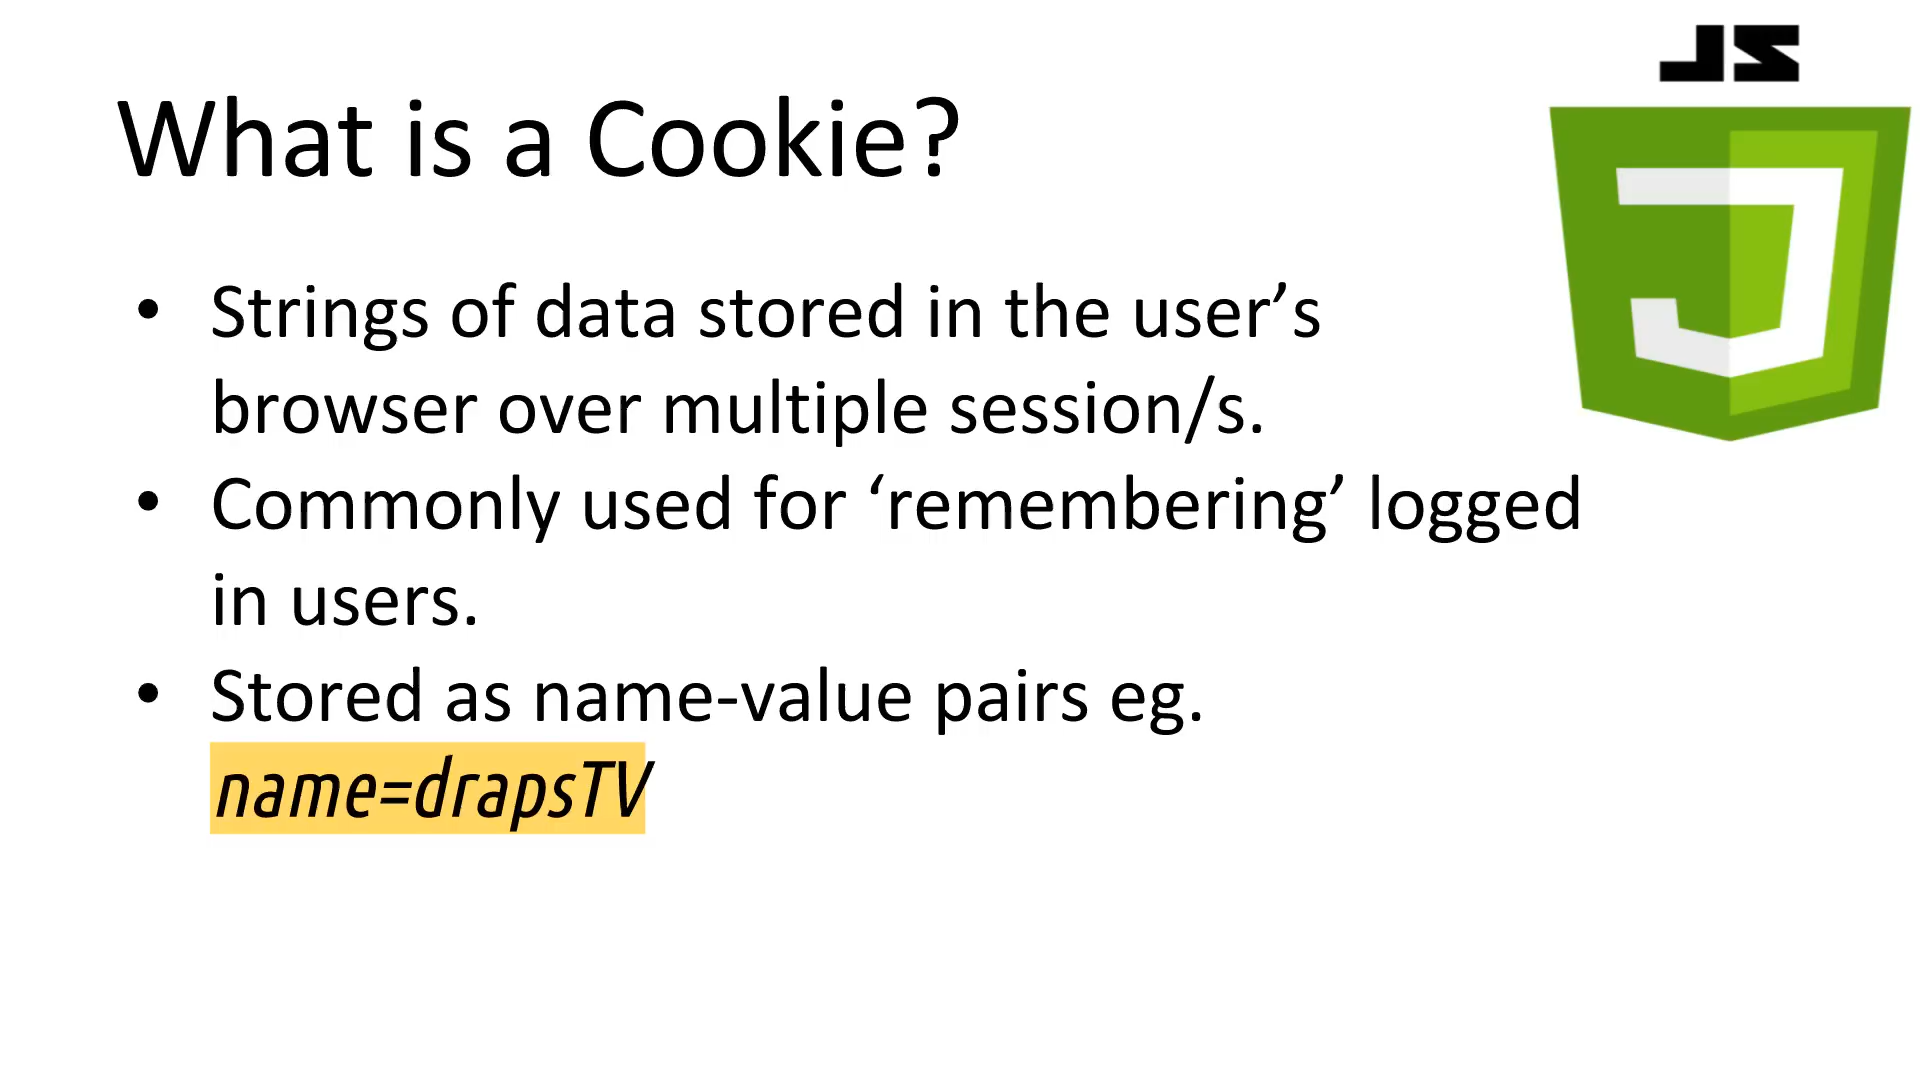 JS
What is a Cookie?
• Strings of data stored in the user’s
browser over multiple session/s.
• Commonly used for ‘remembering’ logged
in users.
• Stored as name-value pairs eg.
name=drapsTV